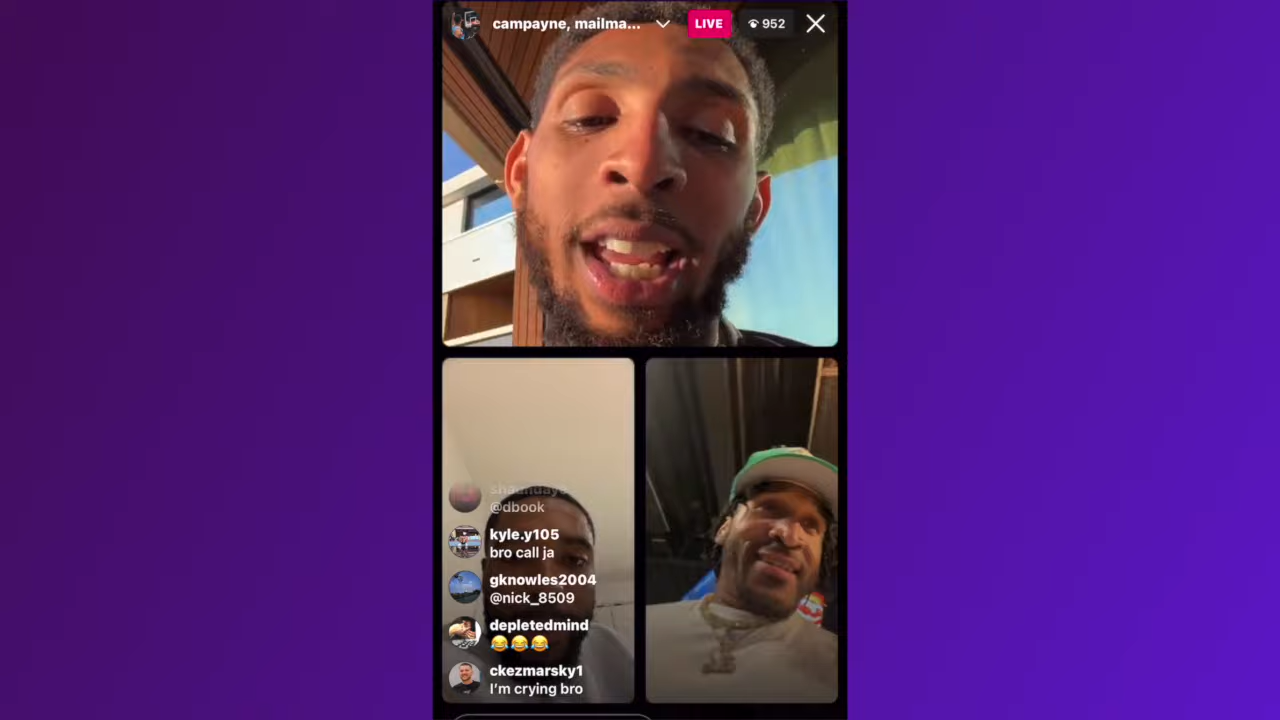 campayne, mailma...
LIVE
952
@dbook
kyle.y105
bro call ja
gknowles2004
@nick_8509
depletedmind
😂😂😂
ckezmarsky1
I'm crying bro